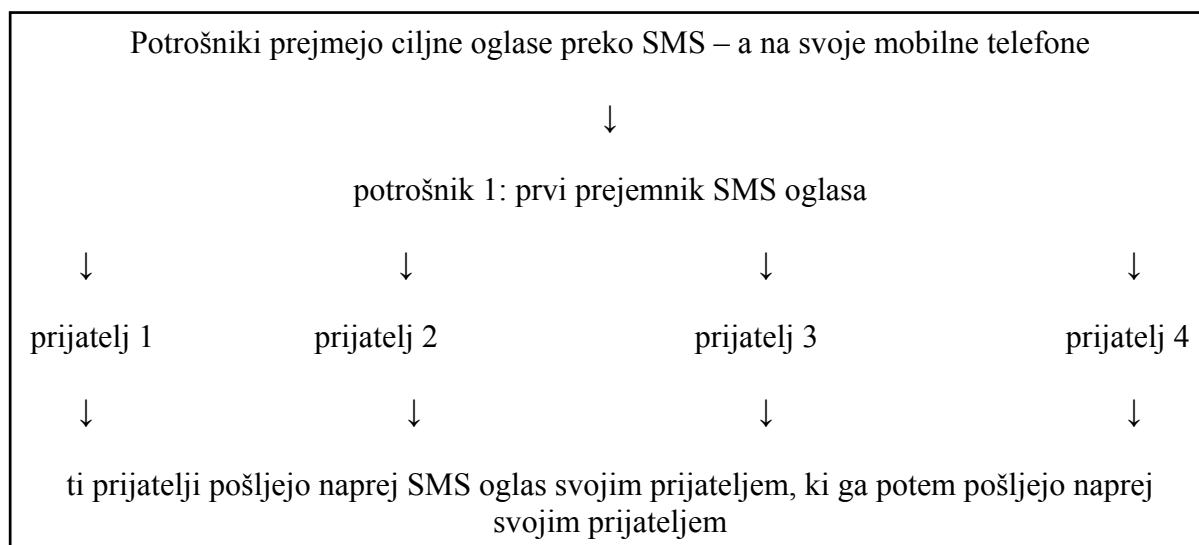 Potrošniki prejmejo ciljne oglase preko SMS – a na svoje mobilne telefone
↓
potrošnik 1: prvi prejemnik SMS oglasa
↓ ↓ ↓ ↓
prijatelj 1 prijatelj 2 prijatelj 3 prijatelj 4
↓ ↓ ↓ ↓
ti prijatelji pošljejo naprej SMS oglas svojim prijateljem, ki ga potem pošljejo naprej
svojim prijateljem